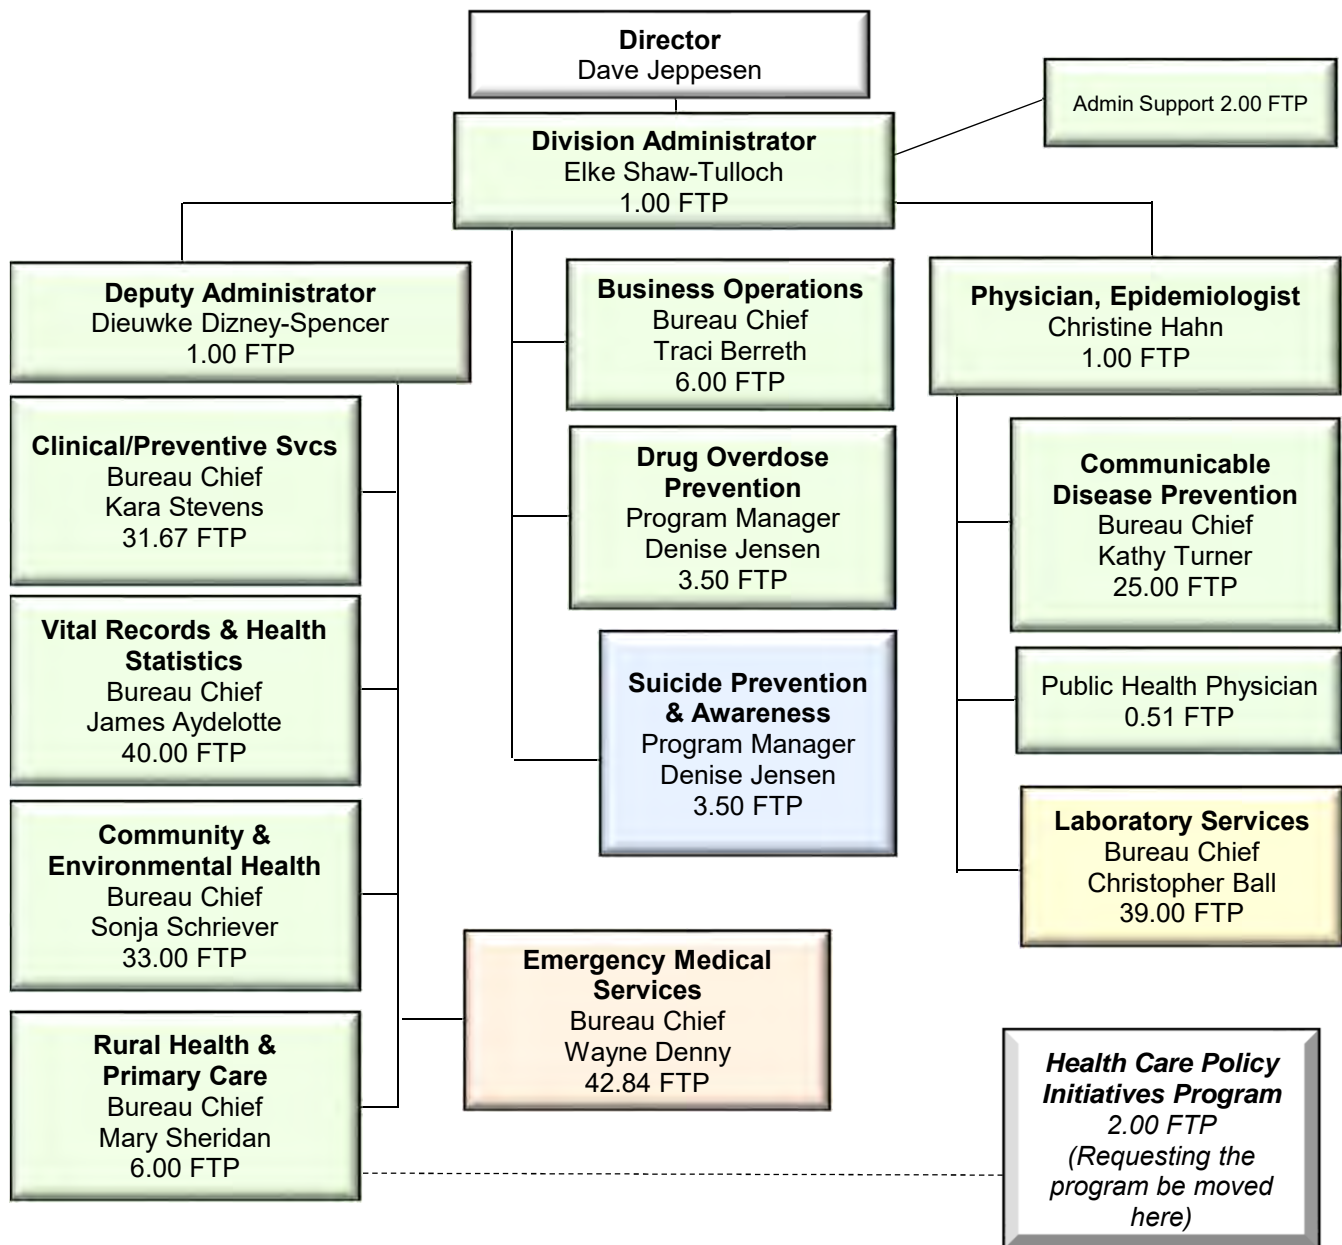 Director
Dave Jeppesen
Admin Support 2.00 FTP
Division Administrator
Elke Shaw-Tulloch
1.00 FTP
Deputy Administrator
Dieuwke Dizney-Spencer
1.00 FTP
Clinical/Preventive Svcs
Bureau Chief
Kara Stevens
31.67 FTP
Vital Records & Health
Statistics
Bureau Chief
James Aydelotte
40.00 FTP
Community &
Environmental Health
Bureau Chief
Sonja Schriever
33.00 FTP
Rural Health &
Primary Care
Bureau Chief
Mary Sheridan
6.00 FTP
Emergency Medical
Services
Bureau Chief
Wayne Denny
42.84 FTP
Business Operations
Bureau Chief
Traci Berreth
6.00 FTP
Drug Overdose
Prevention
Program Manager
Denise Jensen
3.50 FTP
Suicide Prevention
& Awareness
Program Manager
Denise Jensen
3.50 FTP
Physician, Epidemiologist
Christine Hahn
1.00 FTP
Communicable
Disease Prevention
Bureau Chief
Kathy Turner
25.00 FTP
Public Health Physician
0.51 FTP
Laboratory Services
Bureau Chief
Christopher Ball
39.00 FTP
Health Care Policy
Initiatives Program
2.00 FTP
(Requesting the
program be moved
here)